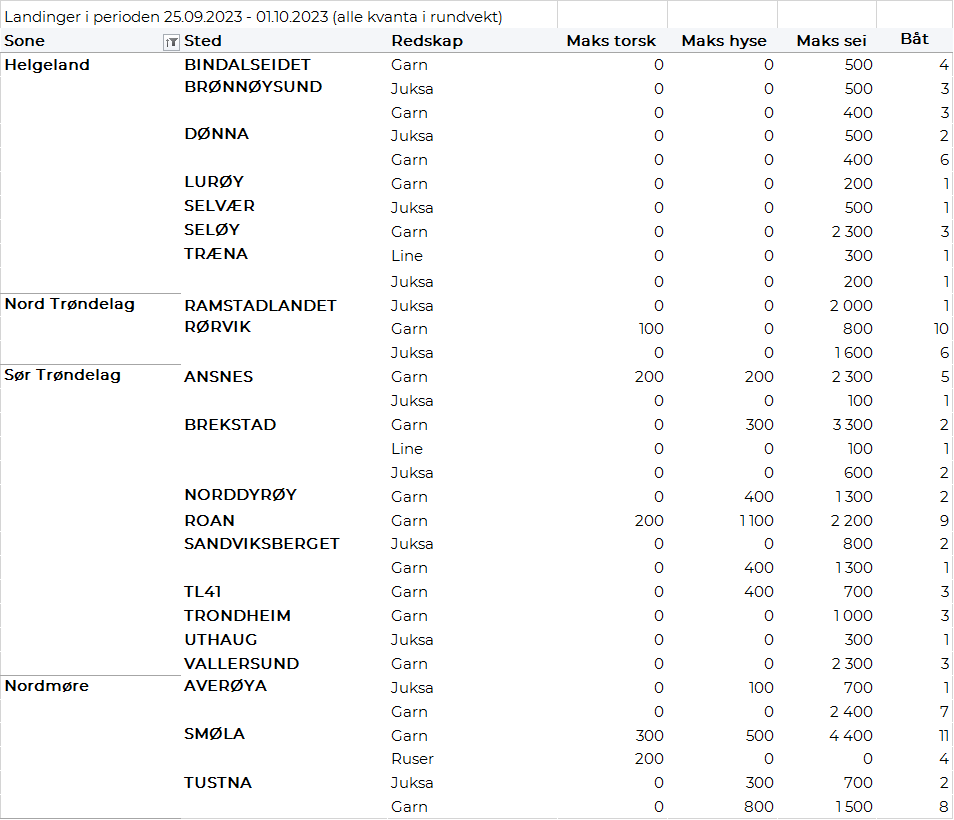 Landinger i perioden 25.09.2023 - 01.10.2023 (alle kvanta i rundvekt)
Sone Sted Redskap Maks torsk Maks hyse Maks sei Båt
Helgeland BINDALSEIDET Garn 0 0 500 4
BRØNNØYSUND Juksa 0 0 500 3
Garn 0 0 400 3
DØNNA Juksa 0 0 500 2
Garn 0 0 400 6
LURØY Garn 0 0 200 1
SELVÆR Juksa 0 0 500 1
SELØY Garn 0 0 2 300 3
TRÆNA Line 0 0 300 1
Juksa 0 0 200 1
Nord Trøndelag RAMSTADLANDET Juksa 0 0 2 000 1
RØRVIK Garn 100 0 800 10
Juksa 0 0 1 600 6
Sør Trøndelag ANSNES Garn 200 200 2 300 5
Juksa 0 0 100 1
BREKSTAD Garn 0 300 3 300 2
Line 0 0 100 1
Juksa 0 0 600 2
NORDDYRØY Garn 0 400 1 300 2
ROAN Garn 200 1 100 2 200 9
SANDVIKSBERGET Juksa 0 0 800 2
Garn 0 400 1 300 1
TL41 Garn 0 400 700 3
TRONDHEIM Garn 0 0 1 000 3
UTHAUG Juksa 0 0 300 1
VALLERSUND Garn 0 0 2 300 3
Nordmøre AVERØYA Juksa 0 100 700 1
Garn 0 0 2 400 7
SMØLA Garn 300 500 4 400 11
Ruser 200 0 0 4
TUSTNA Juksa 0 300 700 2
Garn 0 800 1 500 8